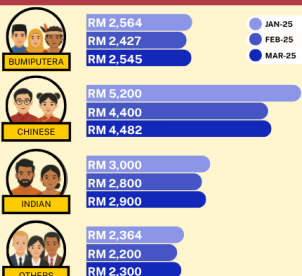 RM 2,564
JAN-25
RM 2,427
FEB-25
BUMIPUTERA
RM 2,545
MAR-25
RM 5,200
RM 4,400
CHINESE
RM 4,482
RM 3,000
RM 2,800
INDIAN
RM 2,900
RM 2,364
RM 2,200
OTHERS
RM 2,300